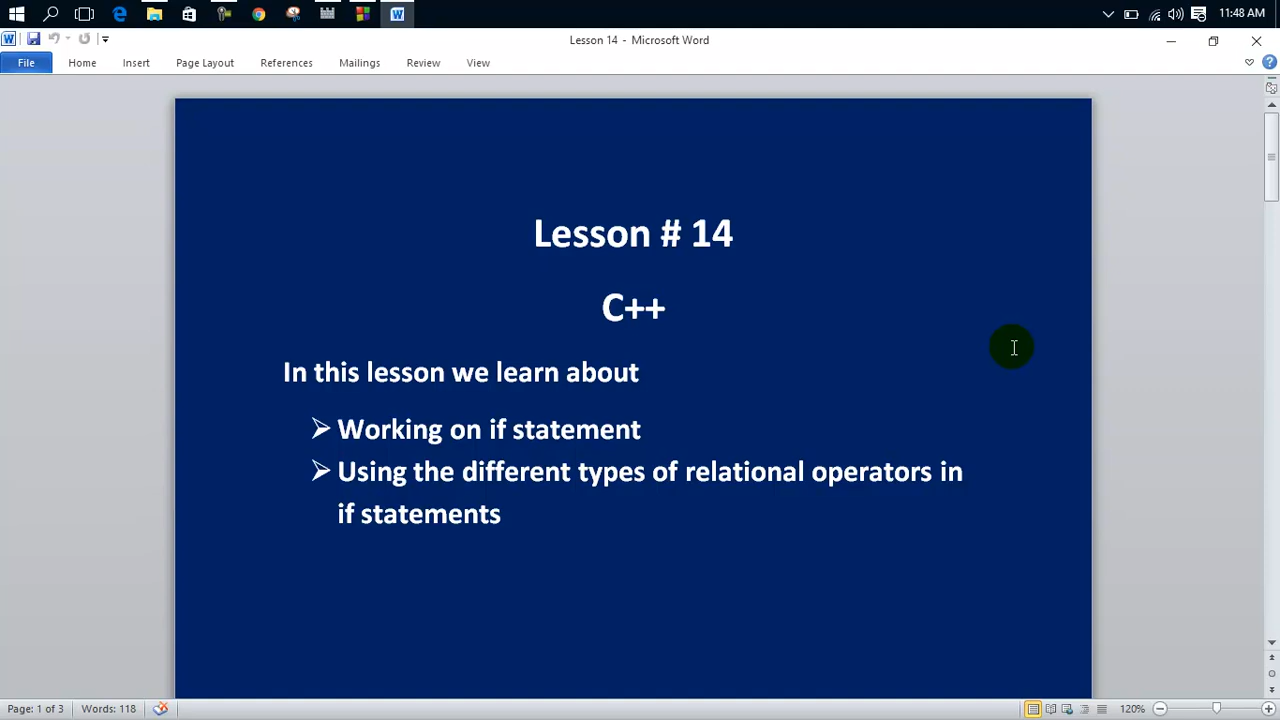 11:48 AM
Lesson 14 - Microsoft Word
File Home Insert Page Layout References Mailings Review View
Lesson # 14
C++
In this lesson we learn about
➢ Working on if statement
➢ Using the different types of relational operators in
if statements
Page: 1 of 3 Words: 118 120%